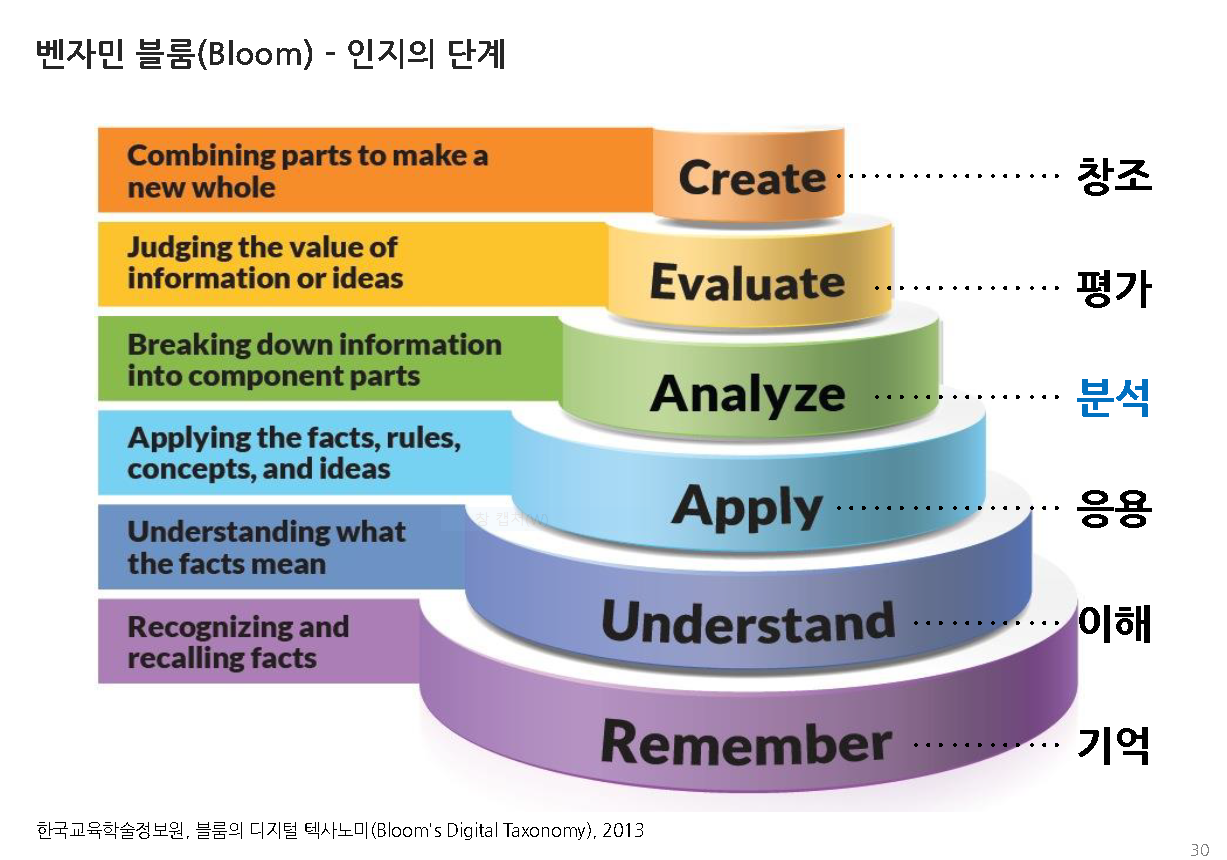 벤자민 블룸(Bloom) - 인지의 단계
Combining parts to make a
new whole
Create
창조
Judging the value of
information or ideas
Evaluate
평가
Breaking down information
into component parts
Analyze
분석
Applying the facts, rules,
concepts, and ideas
Apply
응용
Understanding what
the facts mean
Understand
이해
Recognizing and
recalling facts
Remember
기억
한국교육학술정보원, 블룸의 디지털 텍사노미(Bloom's Digital Taxonomy), 2013
30